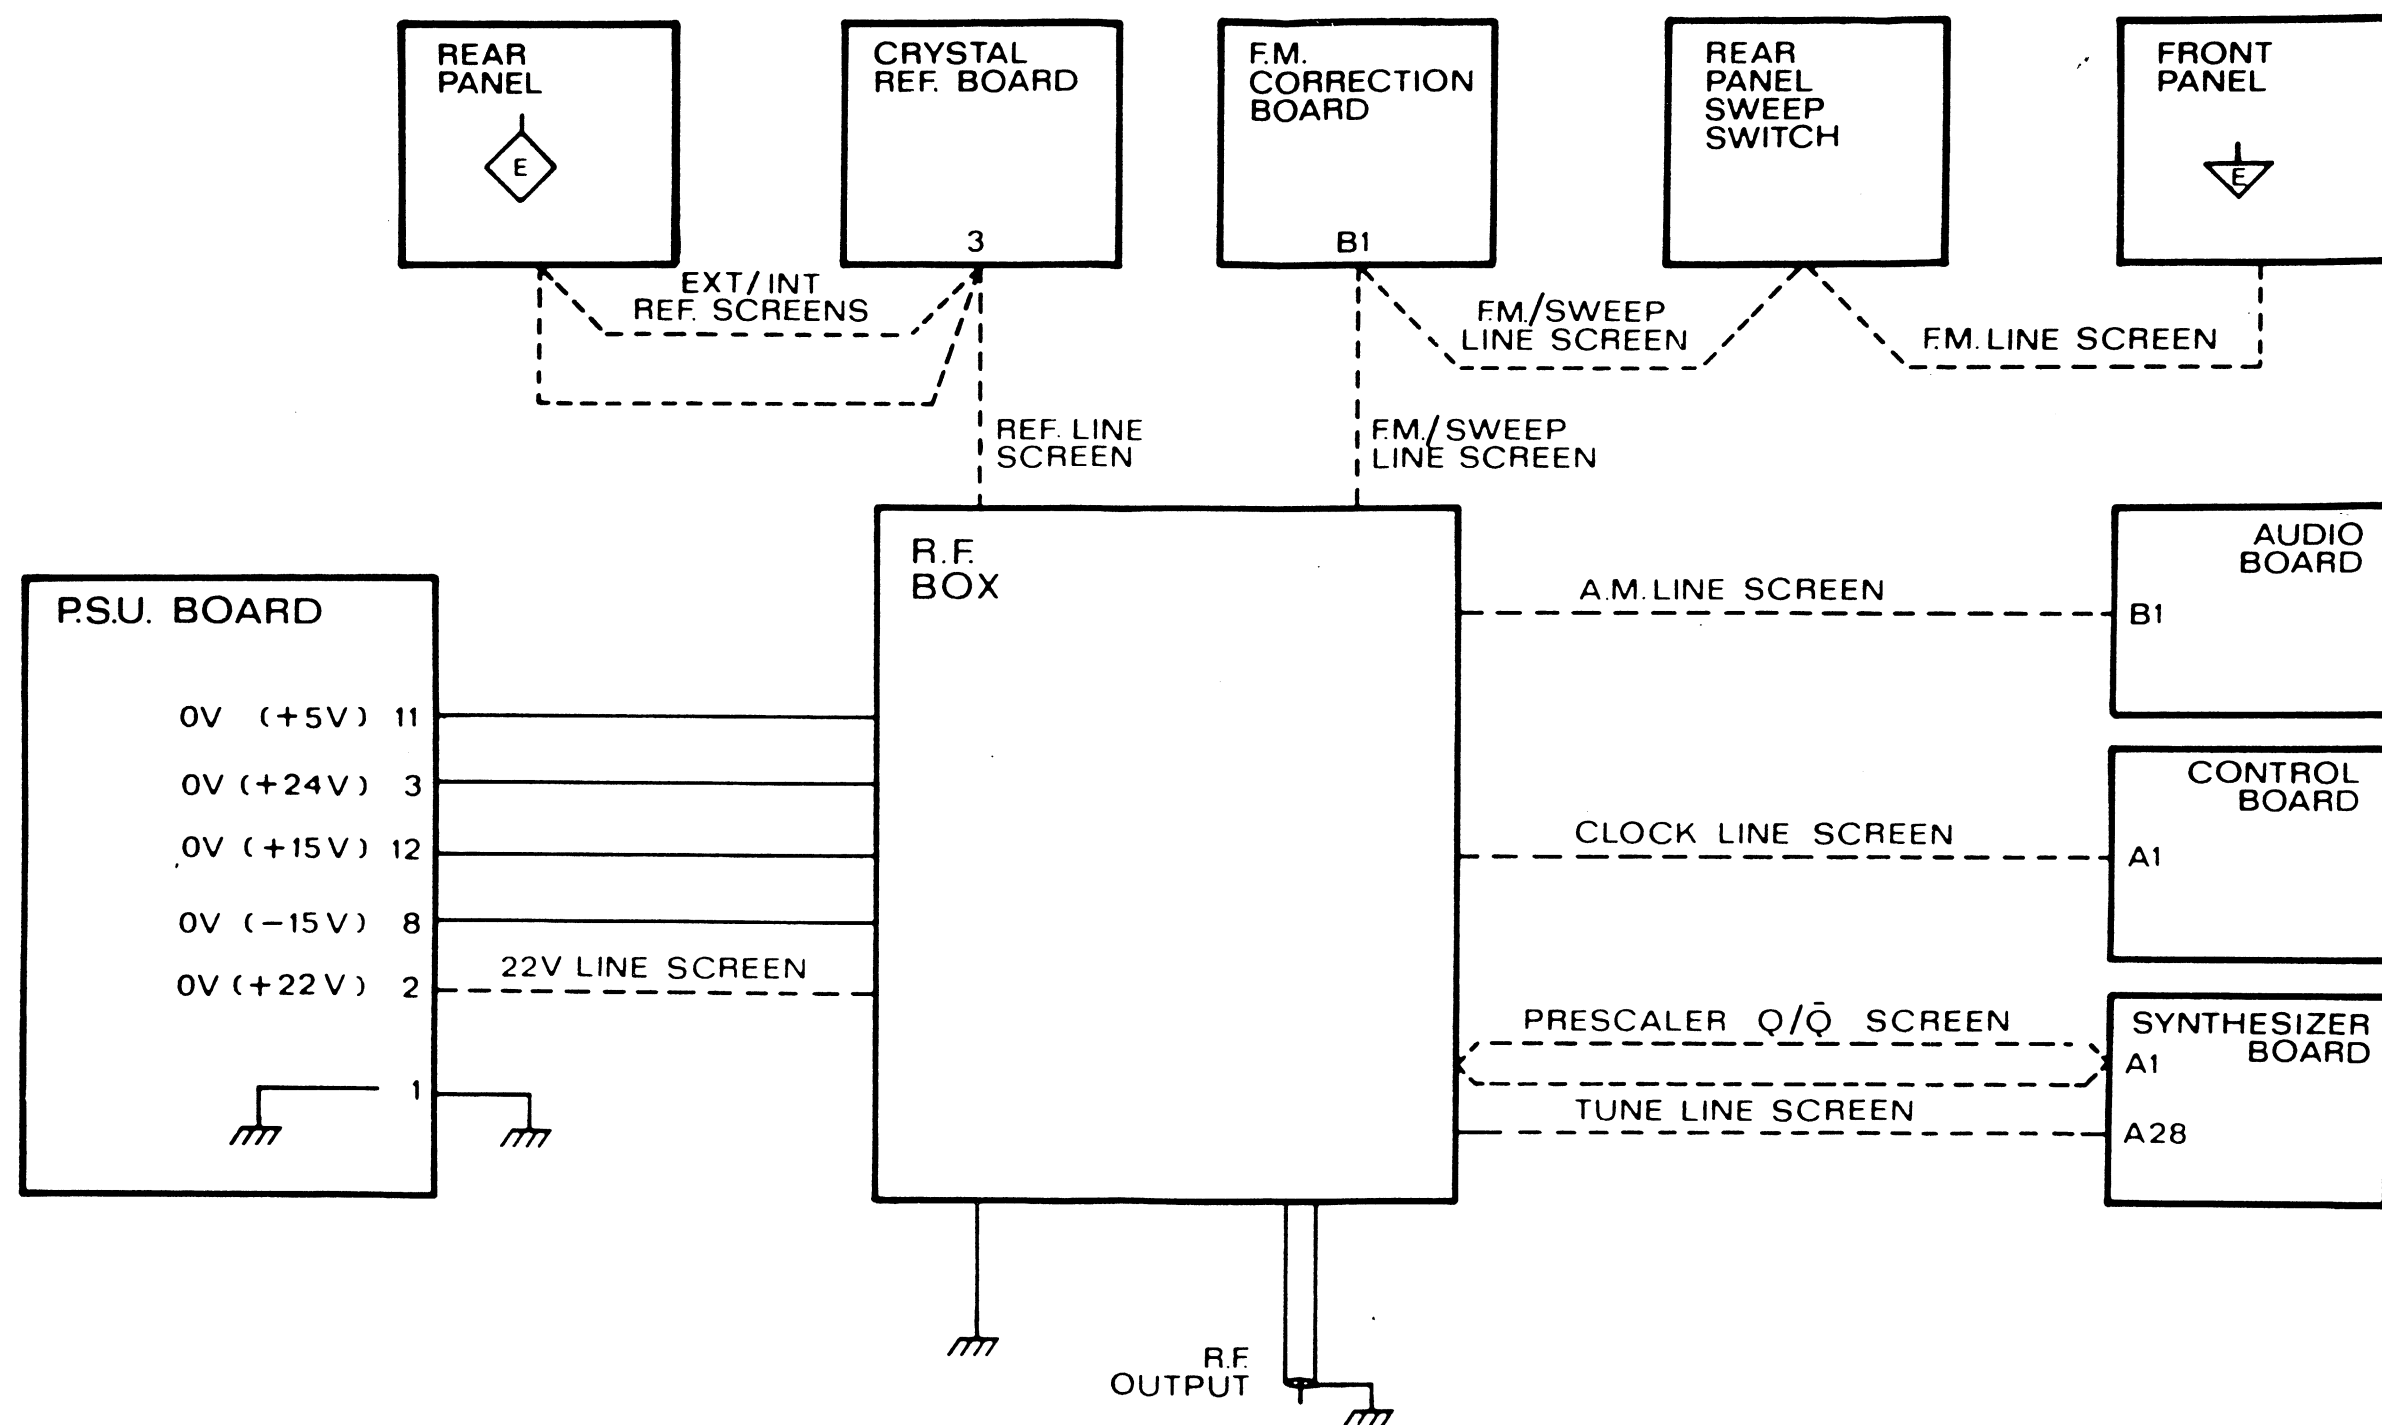 REAR
PANEL
E
CRYSTAL
REF. BOARD
3
F.M.
CORRECTION
BOARD
B1
REAR
PANEL
SWEEP
SWITCH
FRONT
PANEL
E
EXT/INT
REF. SCREENS
F.M./SWEEP
LINE SCREEN
F.M. LINE SCREEN
REF. LINE
SCREEN
F.M./SWEEP
LINE SCREEN
P.S.U. BOARD
0V (+5V) 11
0V (+24V) 3
0V (+15V) 12
0V (-15V) 8
0V (+22V) 2
1
22V LINE SCREEN
R.F.
BOX
A.M. LINE SCREEN
AUDIO
BOARD
B1
CLOCK LINE SCREEN
CONTROL
BOARD
A1
PRESCALER Q/Q̄ SCREEN
TUNE LINE SCREEN
SYNTHESIZER
BOARD
A1
A28
R.F.
OUTPUT